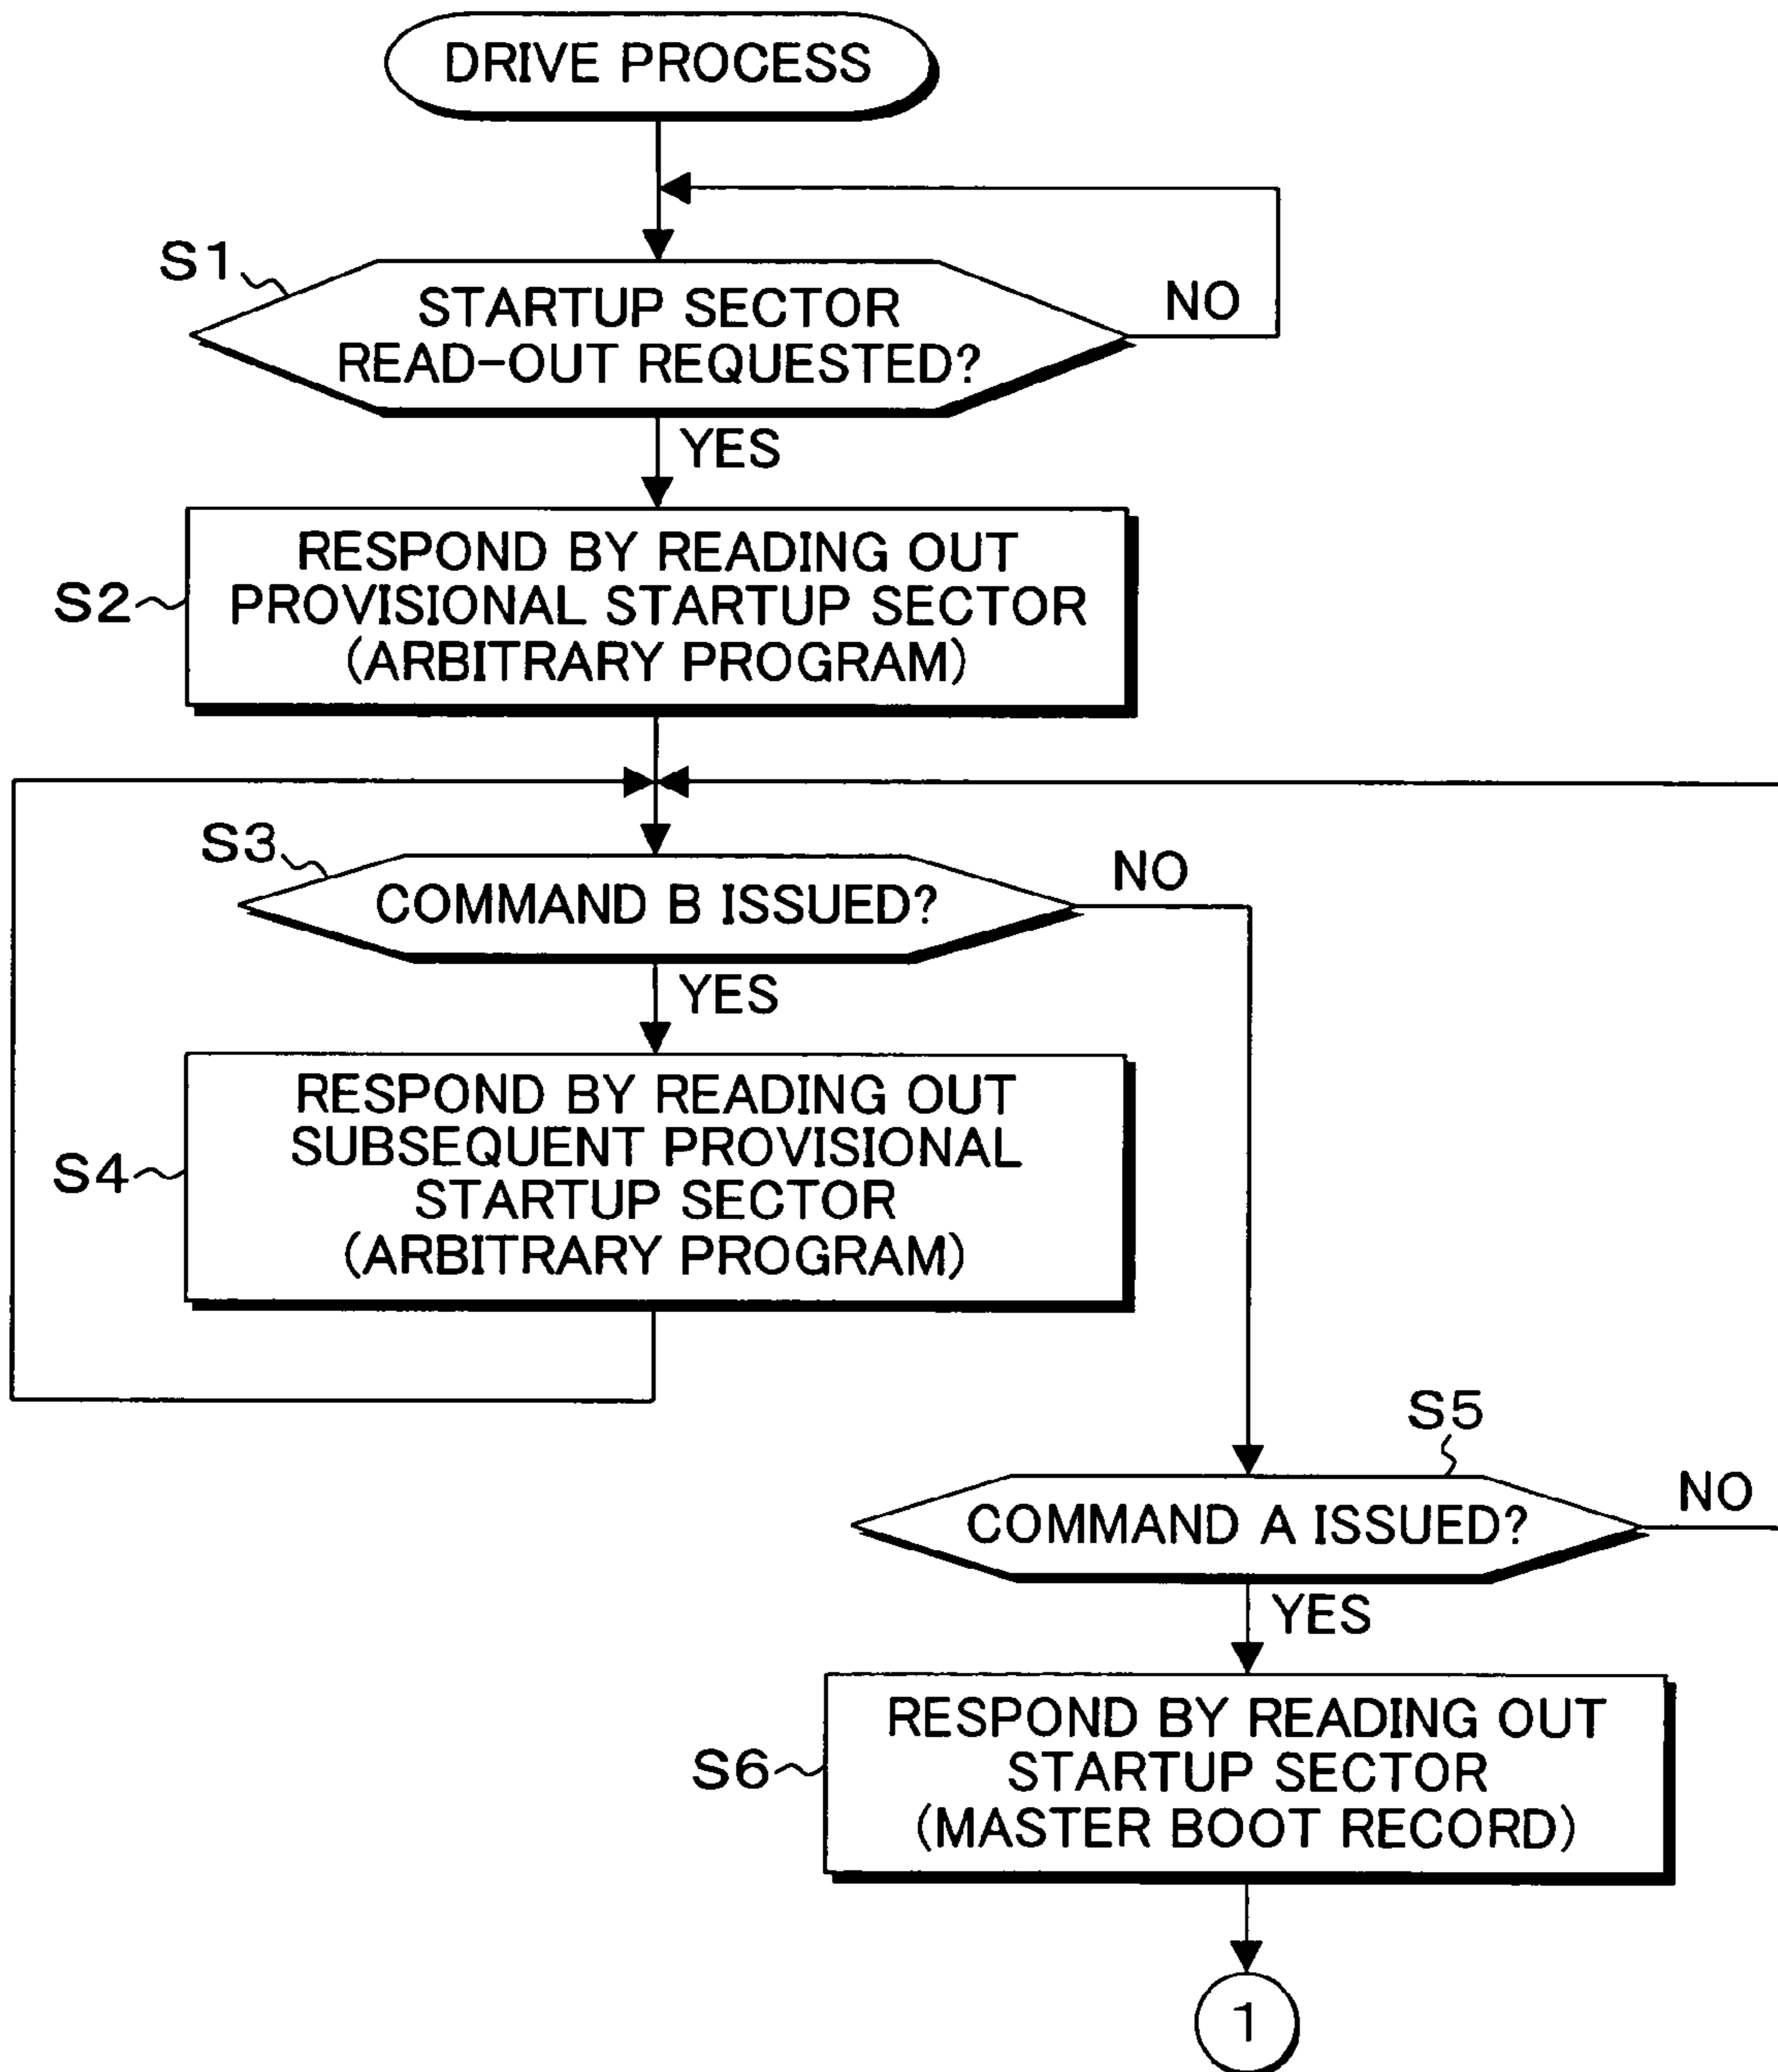 DRIVE PROCESS
S1
STARTUP SECTOR
READ-OUT REQUESTED?
NO
YES
S2
RESPOND BY READING OUT
PROVISIONAL STARTUP SECTOR
(ARBITRARY PROGRAM)
S3
COMMAND B ISSUED?
NO
YES
S4
RESPOND BY READING OUT
SUBSEQUENT PROVISIONAL
STARTUP SECTOR
(ARBITRARY PROGRAM)
S5
COMMAND A ISSUED?
NO
YES
S6
RESPOND BY READING OUT
STARTUP SECTOR
(MASTER BOOT RECORD)
1